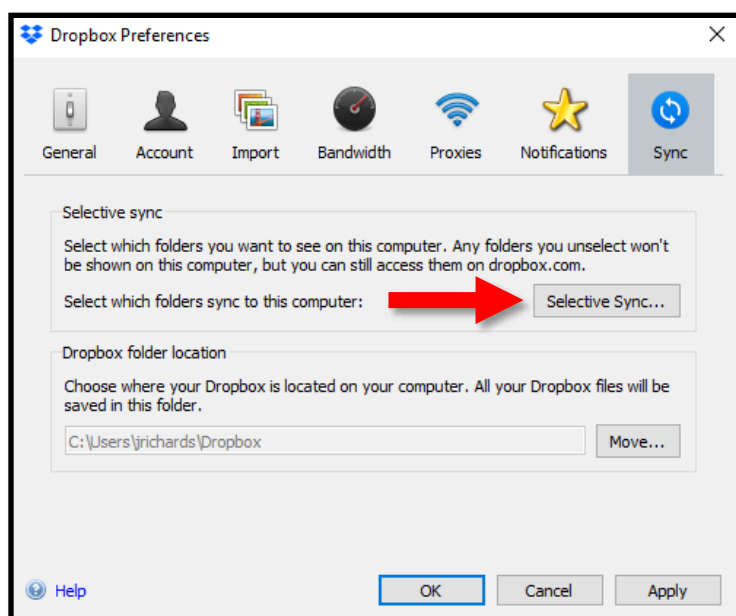 Dropbox Preferences
General Account Import Bandwidth Proxies Notifications Sync
Selective sync
Select which folders you want to see on this computer. Any folders you unselect won't
be shown on this computer, but you can still access them on dropbox.com.
Select which folders sync to this computer: Selective Sync...
Dropbox folder location
Choose where your Dropbox is located on your computer. All your Dropbox files will be
saved in this folder.
C:\Users\jrichards\Dropbox Move...
Help OK Cancel Apply